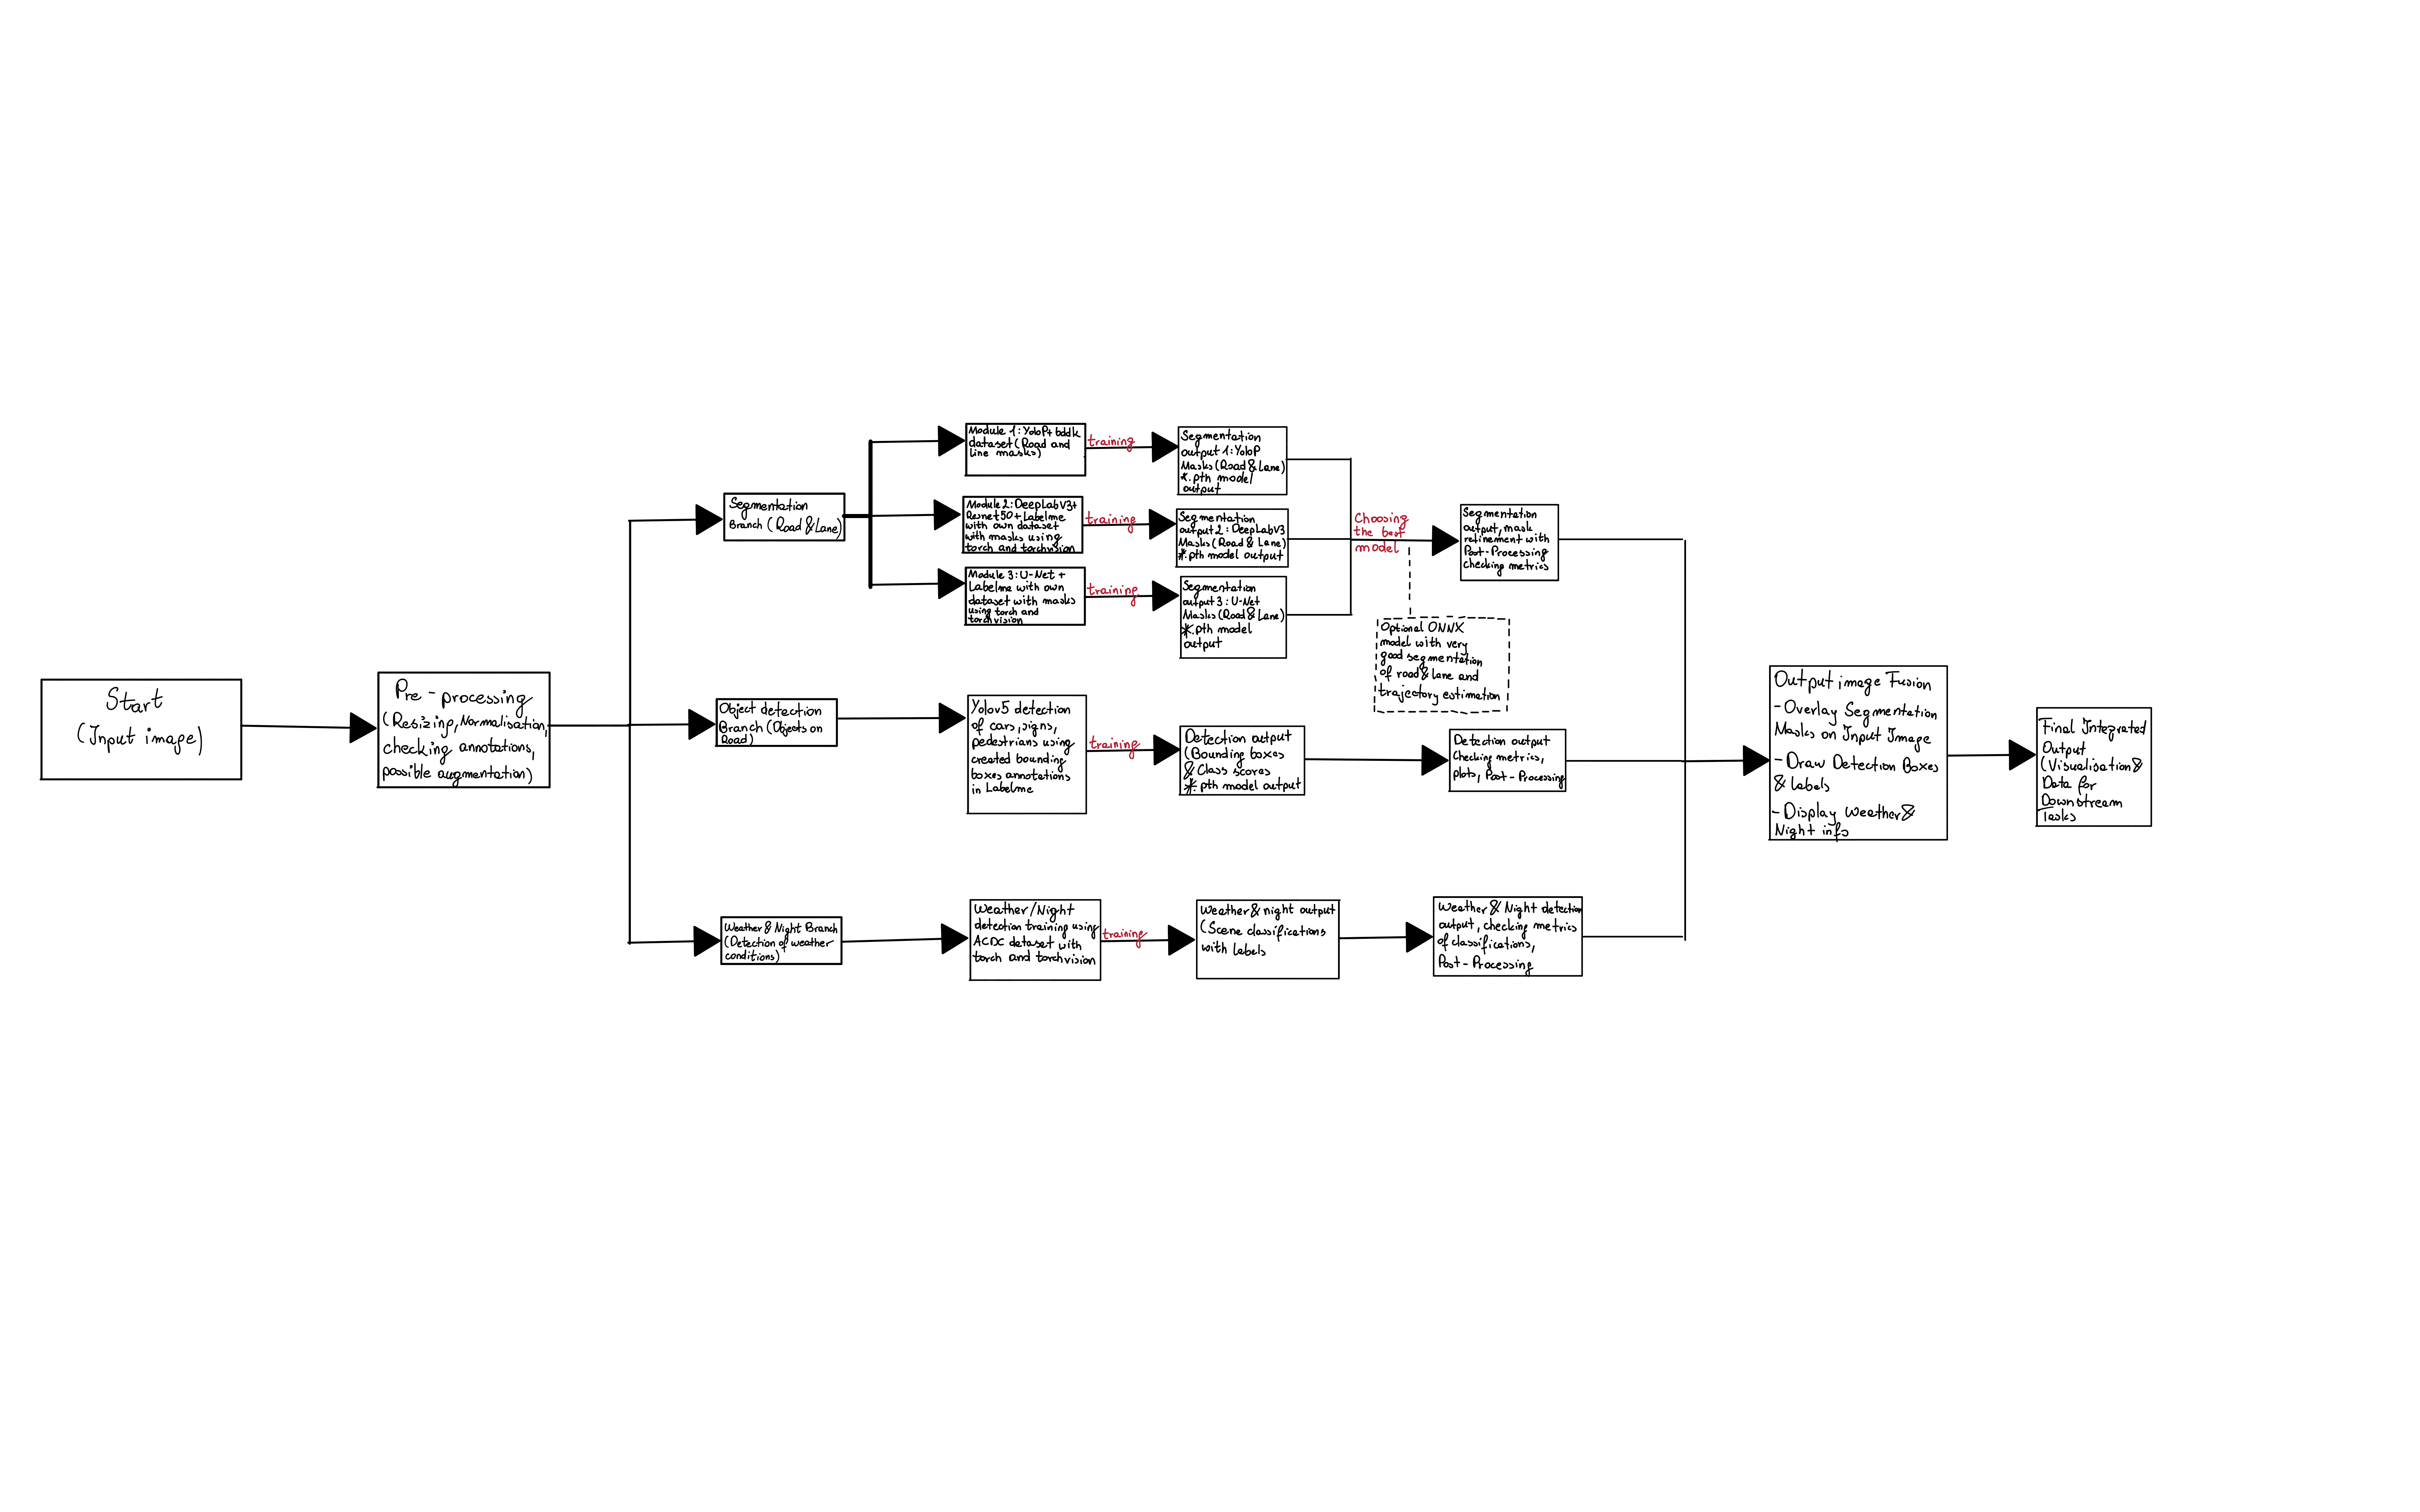 Start
(Input image)
Pre-processing
(Resizing, Normalisation,
checking annotations,
possible augmentation)
Segmentation
Branch (Road & Lane)
Module 1: YoloP + bddk
dataset (Road and
line masks)
training
Segmentation
output 1: YoloP
Masks (Road & Lane)
*.pth model
output
Module 2: DeepLabV3+
Resnet50 + Labelme
with own dataset
with masks using
torch and torchvision
training
Segmentation
output 2: DeepLabV3
Masks (Road & Lane)
*.pth model output
Module 3: U-Net +
Labelme with own
dataset with masks
using torch and
torchvision
training
Segmentation
output 3: U-Net
Masks (Road & Lane)
*.pth model
output
Choosing
the best
model
Optional ONNX
model with very
good segmentation
of road & lane and
trajectory estimation
Segmentation
output, mask
refinement with
Post-Processing
checking metrics
Object detection
Branch (Objects on
Road)
Yolov5 detection
of cars, signs,
pedestrians using
created bounding
boxes annotations
in Labelme
training
Detection output
(Bounding boxes
& Class scores
*.pth model output
Detection output
Checking metrics,
plots, Post-Processing
Weather & Night Branch
(Detection of weather
conditions)
Weather/Night
detection training using
ACDC dataset with
torch and torchvision
training
Weather & night output
(Scene classifications
with labels
Weather & Night detection
output, checking metrics
of classifications,
Post-Processing
Output image Fusion
- Overlay Segmentation
Masks on Input Image
- Draw Detection Boxes
& Labels
- Display Weather &
Night info
Final Integrated
Output
(Visualisation &
Data for
Downstream
Tasks